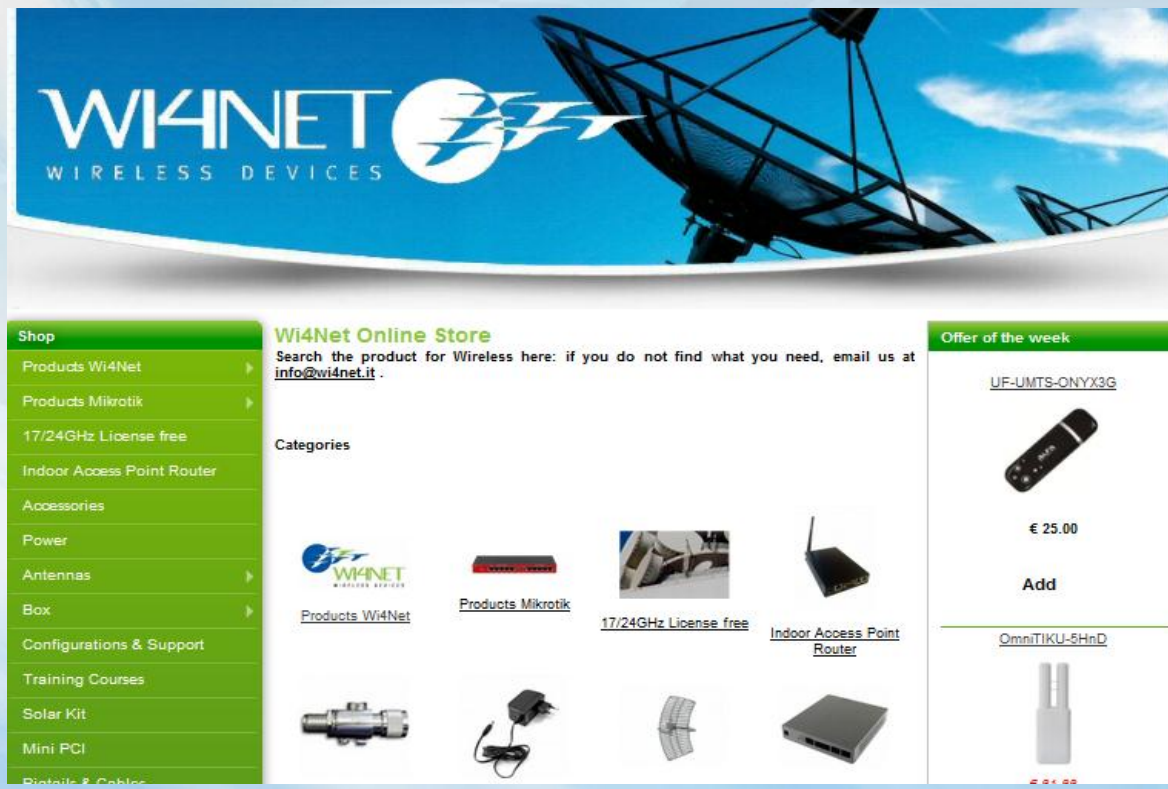 WI4NET
WIRELESS DEVICES
Shop
Products Wi4Net
Products Mikrotik
17/24GHz License free
Indoor Access Point Router
Accessories
Power
Antennas
Box
Configurations & Support
Training Courses
Solar Kit
Mini PCI
Pigtails & Cables
Wi4Net Online Store
Search the product for Wireless here: if you do not find what you need, email us at
info@wi4net.it .
Categories
WI4NET
WIRELESS DEVICES
Products Wi4Net
Products Mikrotik
17/24GHz License free
Indoor Access Point
Router
Offer of the week
UF-UMTS-ONYX3G
ALFA
€ 25.00
Add
OmniTIKU-5HnD